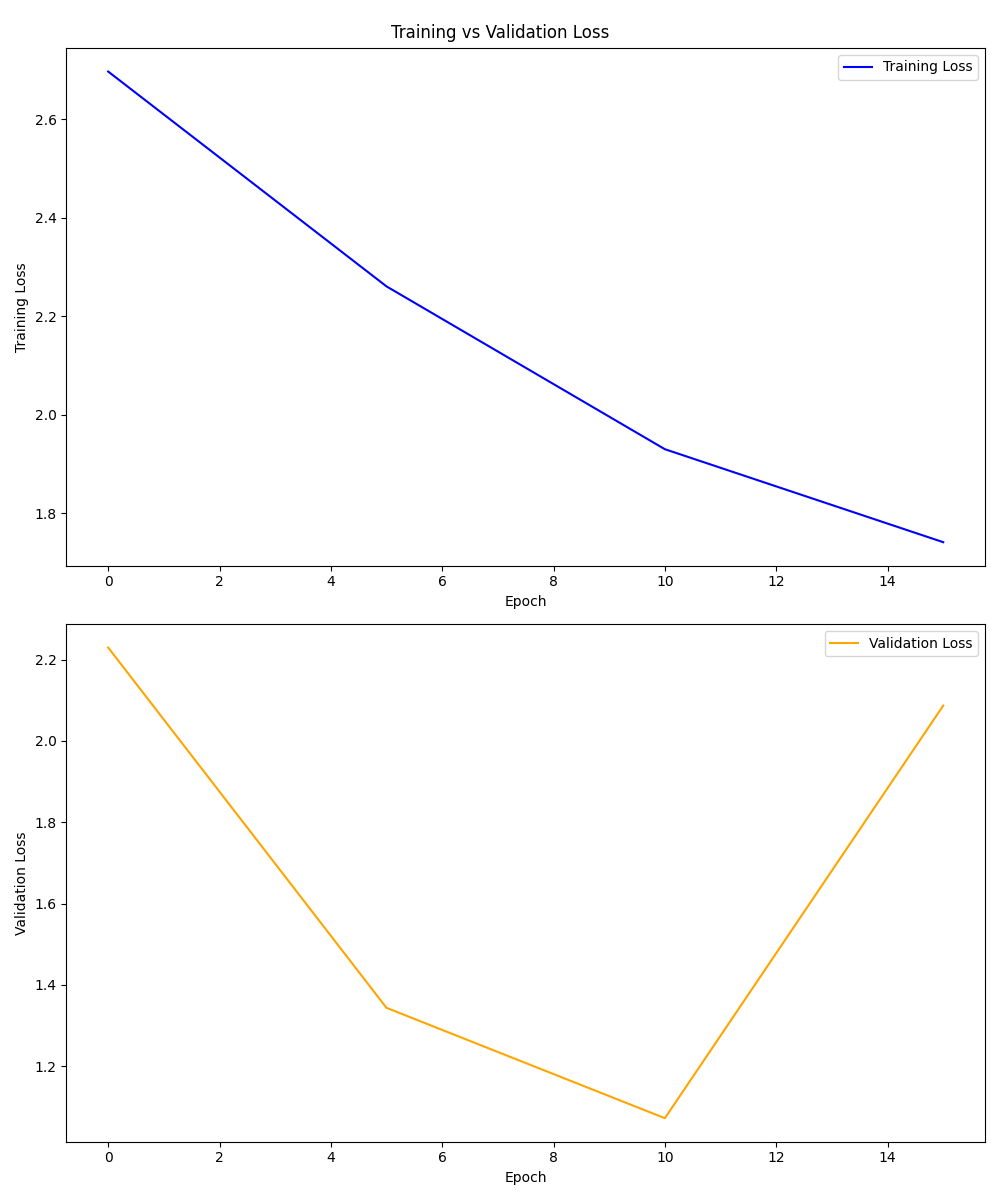 Training vs Validation Loss
Training Loss
2.6
2.4
2.2
2.0
1.8
Training Loss
0 2 4 6 8 10 12 14
Epoch
Validation Loss
2.2
2.0
1.8
1.6
1.4
1.2
Validation Loss
0 2 4 6 8 10 12 14
Epoch